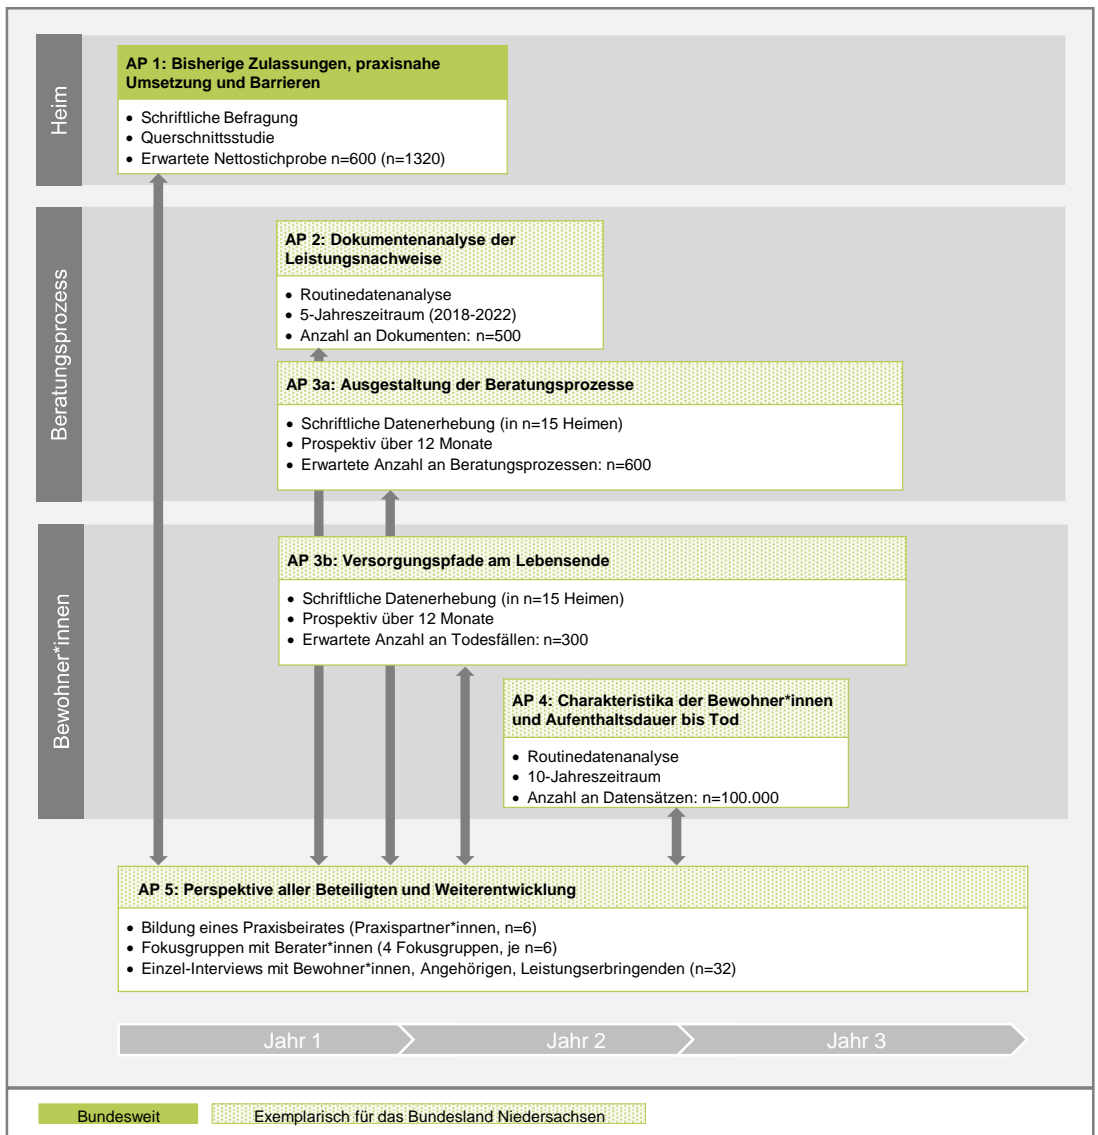 Heim
AP 1: Bisherige Zulassungen, praxisnahe
Umsetzung und Barrieren
• Schriftliche Befragung
• Querschnittsstudie
• Erwartete Nettostichprobe n=600 (n=1320)
Beratungsprozess
AP 2: Dokumentenanalyse der
Leistungsnachweise
• Routinedatenanalyse
• 5-Jahreszeitraum (2018-2022)
• Anzahl an Dokumenten: n=500
AP 3a: Ausgestaltung der Beratungsprozesse
• Schriftliche Datenerhebung (in n=15 Heimen)
• Prospektiv über 12 Monate
• Erwartete Anzahl an Beratungsprozessen: n=600
Bewohner*innen
AP 3b: Versorgungspfade am Lebensende
• Schriftliche Datenerhebung (in n=15 Heimen)
• Prospektiv über 12 Monate
• Erwartete Anzahl an Todesfällen: n=300
AP 4: Charakteristika der Bewohner*innen
und Aufenthaltsdauer bis Tod
• Routinedatenanalyse
• 10-Jahreszeitraum
• Anzahl an Datensätzen: n=100.000
AP 5: Perspektive aller Beteiligten und Weiterentwicklung
• Bildung eines Praxisbeirates (Praxispartner*innen, n=6)
• Fokusgruppen mit Berater*innen (4 Fokusgruppen, je n=6)
• Einzel-Interviews mit Bewohner*innen, Angehörigen, Leistungserbringenden (n=32)
Jahr 1
Jahr 2
Jahr 3
Bundesweit
Exemplarisch für das Bundesland Niedersachsen